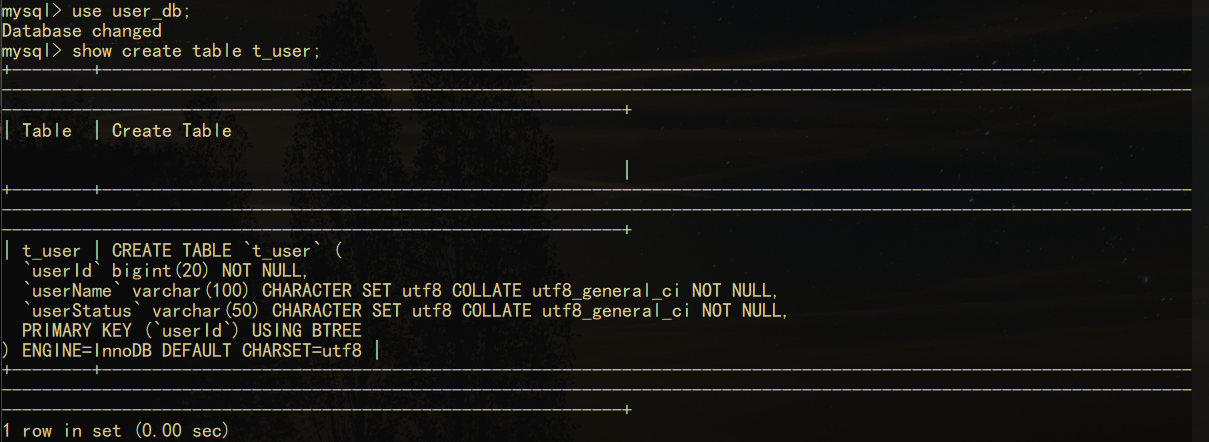 mysql> use user_db;
Database changed
mysql> show create table t_user;
+--------+-------------------------------------------------------------------------------------------------------------
-----------------------------------------------------------------------------------------------------------------------
--------------------------------------------------------------+
| Table  | Create Table
                                                              |
+--------+-------------------------------------------------------------------------------------------------------------
-----------------------------------------------------------------------------------------------------------------------
--------------------------------------------------------------+
| t_user | CREATE TABLE `t_user` (
  `userId` bigint(20) NOT NULL,
  `userName` varchar(100) CHARACTER SET utf8 COLLATE utf8_general_ci NOT NULL,
  `userStatus` varchar(50) CHARACTER SET utf8 COLLATE utf8_general_ci NOT NULL,
  PRIMARY KEY (`userId`) USING BTREE
) ENGINE=InnoDB DEFAULT CHARSET=utf8 |
+--------+-------------------------------------------------------------------------------------------------------------
-----------------------------------------------------------------------------------------------------------------------
--------------------------------------------------------------+
1 row in set (0.00 sec)